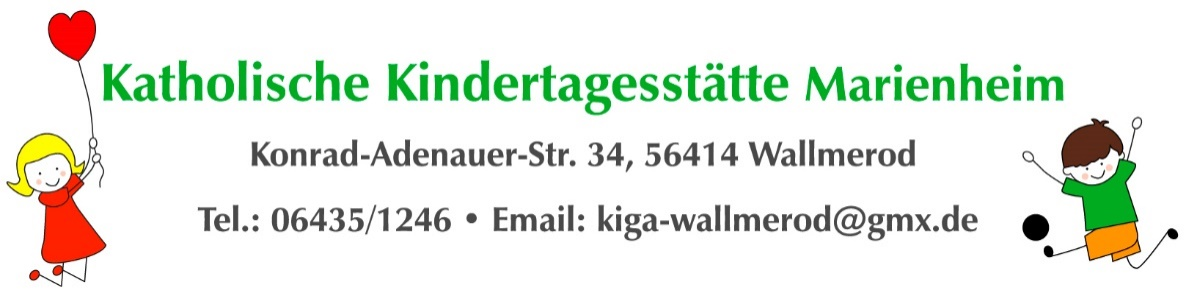 Katholische Kindertagesstätte Marienheim
Konrad-Adenauer-Str. 34, 56414 Wallmerod
Tel.: 06435/1246 • Email: kiga-wallmerod@gmx.de